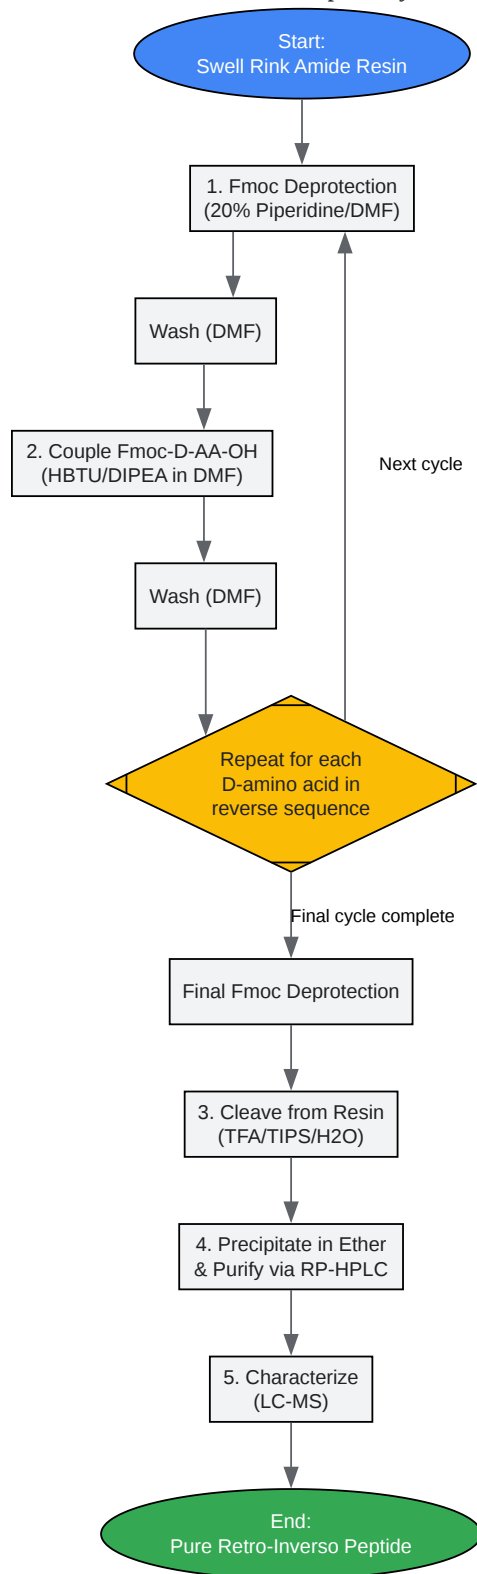 Start:
Swell Rink Amide Resin
1. Fmoc Deprotection
(20% Piperidine/DMF)
Wash (DMF)
2. Couple Fmoc-D-AA-OH
(HBTU/DIPEA in DMF)
Next cycle
Wash (DMF)
Repeat for each
D-amino acid in
reverse sequence
Final cycle complete
Final Fmoc Deprotection
3. Cleave from Resin
(TFA/TIPS/H2O)
4. Precipitate in Ether
& Purify via RP-HPLC
5. Characterize
(LC-MS)
End:
Pure Retro-Inverso Peptide